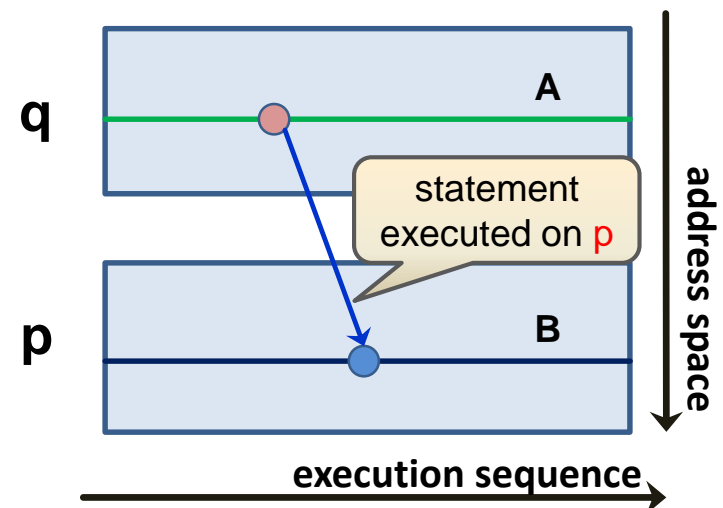 A
q
statement
executed on p
address space
p
B
execution sequence